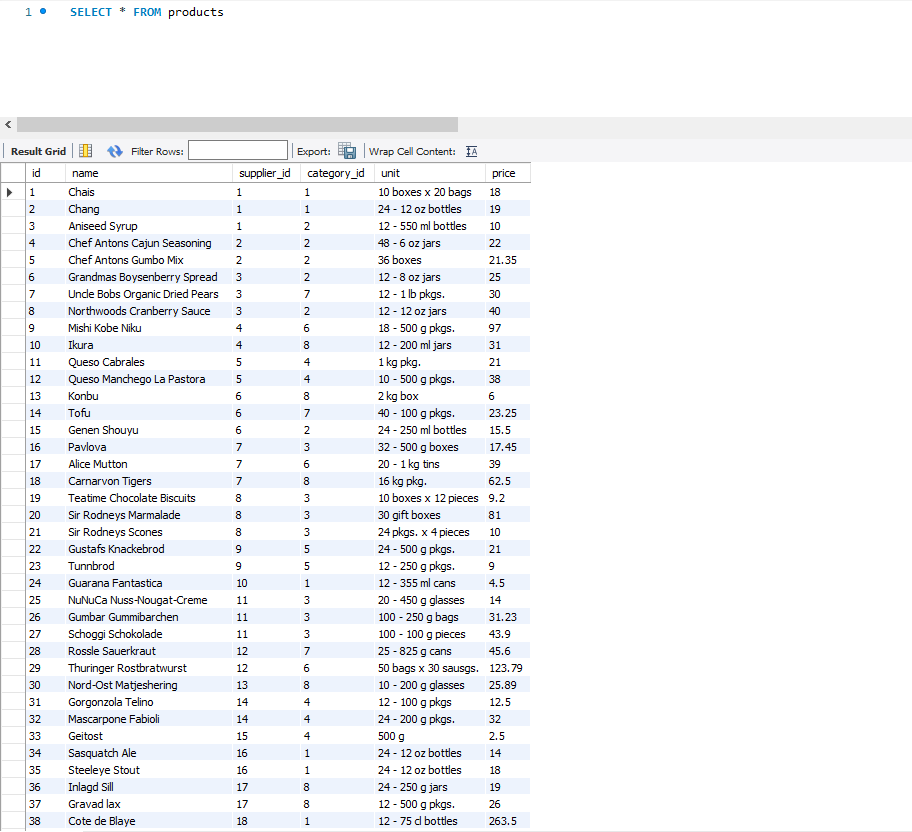 1 SELECT * FROM products
Result Grid Filter Rows: Export: Wrap Cell Content:
id name supplier_id category_id unit price
1 Chais 1 1 10 boxes x 20 bags 18
2 Chang 1 1 24 - 12 oz bottles 19
3 Aniseed Syrup 1 2 12 - 550 ml bottles 10
4 Chef Antons Cajun Seasoning 2 2 48 - 6 oz jars 22
5 Chef Antons Gumbo Mix 2 2 36 boxes 21.35
6 Grandmas Boysenberry Spread 3 2 12 - 8 oz jars 25
7 Uncle Bobs Organic Dried Pears 3 7 12 - 1 lb pkgs. 30
8 Northwoods Cranberry Sauce 3 2 12 - 12 oz jars 40
9 Mishi Kobe Niku 4 6 18 - 500 g pkgs. 97
10 Ikura 4 8 12 - 200 ml jars 31
11 Queso Cabrales 5 4 1 kg pkg. 21
12 Queso Manchego La Pastora 5 4 10 - 500 g pkgs. 38
13 Konbu 6 8 2 kg box 6
14 Tofu 6 7 40 - 100 g pkgs. 23.25
15 Genen Shouyu 6 2 24 - 250 ml bottles 15.5
16 Pavlova 7 3 32 - 500 g boxes 17.45
17 Alice Mutton 7 6 20 - 1 kg tins 39
18 Carnarvon Tigers 7 8 16 kg pkg. 62.5
19 Teatime Chocolate Biscuits 8 3 10 boxes x 12 pieces 9.2
20 Sir Rodneys Marmalade 8 3 30 gift boxes 81
21 Sir Rodneys Scones 8 3 24 pkgs. x 4 pieces 10
22 Gustafs Knackebrod 9 5 24 - 500 g pkgs. 21
23 Tunnbrod 9 5 12 - 250 g pkgs. 9
24 Guarana Fantastica 10 1 12 - 355 ml cans 4.5
25 NuNuCa Nuss-Nougat-Creme 11 3 20 - 450 g glasses 14
26 Gumbar Gummibarchen 11 3 100 - 250 g bags 31.23
27 Schoggi Schokolade 11 3 100 - 100 g pieces 43.9
28 Rossle Sauerkraut 12 7 25 - 825 g cans 45.6
29 Thuringer Rostbratwurst 12 6 50 bags x 30 sausgs. 123.79
30 Nord-Ost Matjeshering 13 8 10 - 200 g glasses 25.89
31 Gorgonzola Telino 14 4 12 - 100 g pkgs 12.5
32 Mascarpone Fabioli 14 4 24 - 200 g pkgs. 32
33 Geitost 15 4 500 g 2.5
34 Sasquatch Ale 16 1 24 - 12 oz bottles 14
35 Steeleye Stout 16 1 24 - 12 oz bottles 18
36 Inlagd Sill 17 8 24 - 250 g jars 19
37 Gravad lax 17 8 12 - 500 g pkgs. 26
38 Cote de Blaye 18 1 12 - 75 cl bottles 263.5